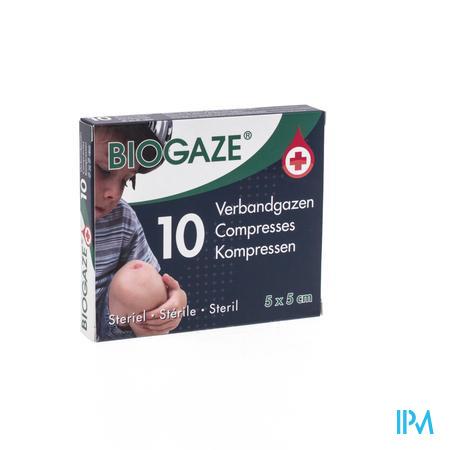 BIOGAZE®
10
Verbandgazen
Compresses
Kompressen
5 x 5 cm
Steriel • Stérile • Steril
BIOGAZE
10
IPM